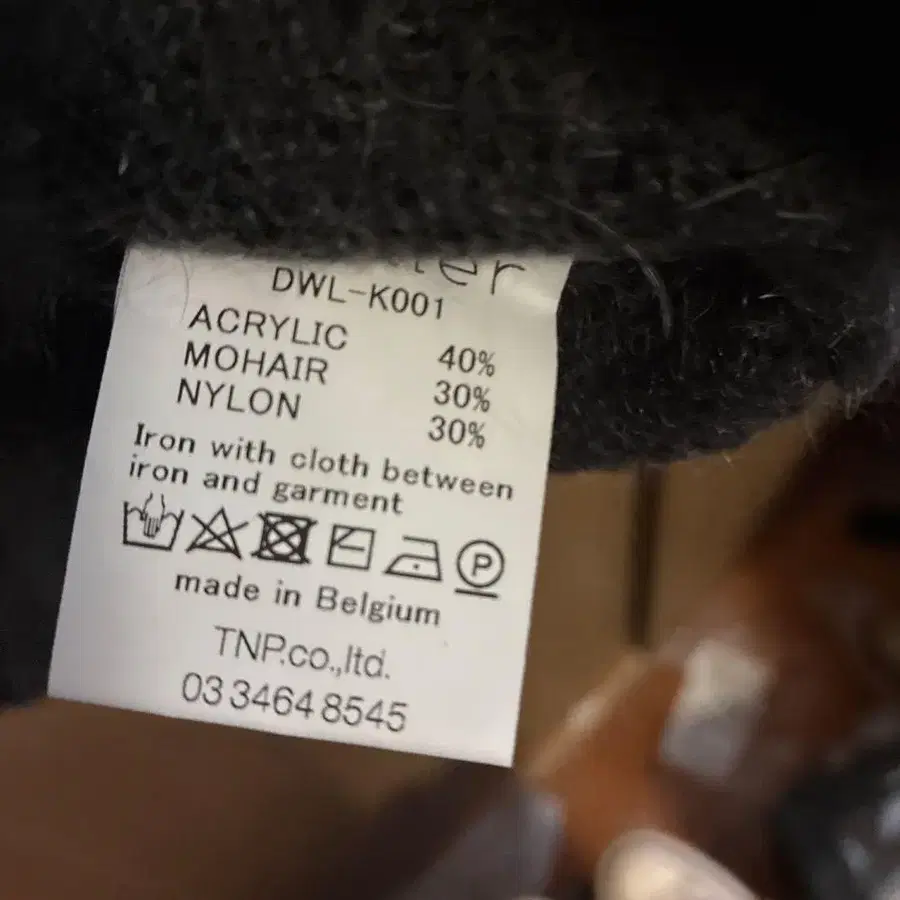 DWL-K001
ACRYLIC 40%
MOHAIR 30%
NYLON 30%
Iron with cloth between
iron and garment
P
made in Belgium
TNP.co.,ltd.
03 3464 8545